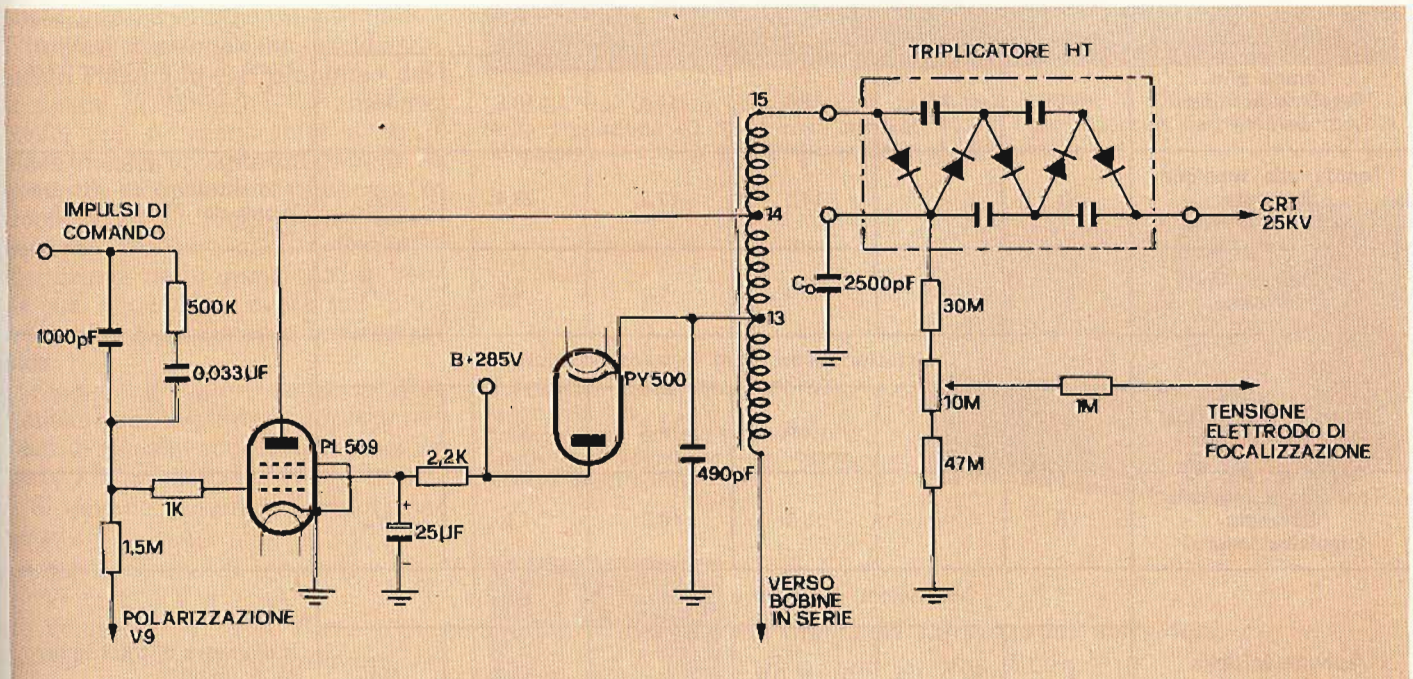 TRIPLICATORE HT
15
IMPULSI DI
COMANDO
14
CRT
25KV
500K
1000pF
C₀
2500pF
30M
13
0,033µF
B+285V
PY500
10M
1M
TENSIONE
ELETTRODO DI
FOCALIZZAZIONE
PL509
2,2K
490pF
47M
1K
+
25µF
-
1,5M
POLARIZZAZIONE
V9
VERSO
BOBINE
IN SERIE